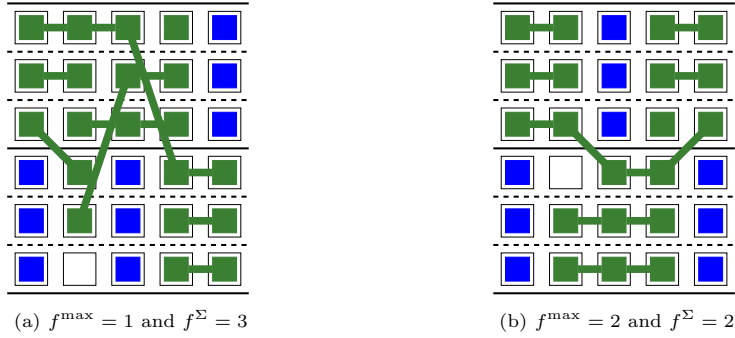 (a) f^max = 1 and f^Σ = 3
(b) f^max = 2 and f^Σ = 2